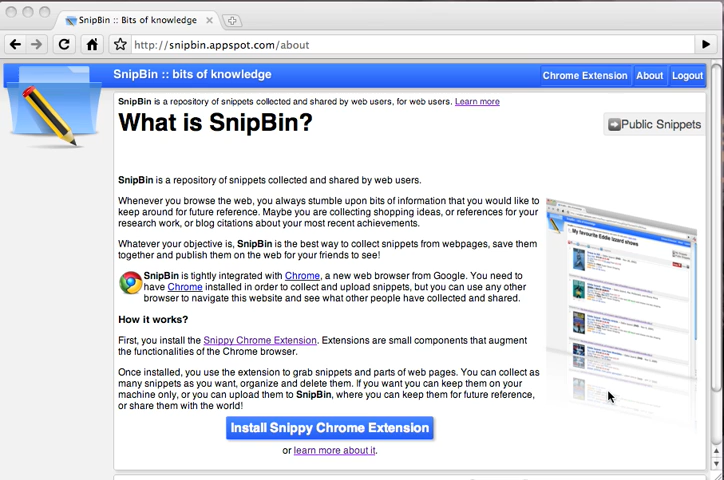 SnipBin :: Bits of knowledge
http://snipbin.appspot.com/about
SnipBin :: bits of knowledge
Chrome Extension About Logout
SnipBin is a repository of snippets collected and shared by web users, for web users. Learn more
What is SnipBin?
Public Snippets
SnipBin is a repository of snippets collected and shared by web users.
Whenever you browse the web, you always stumble upon bits of information that you would like to
keep around for future reference. Maybe you are collecting shopping ideas, or references for your
research work, or blog citations about your most recent achievements.
Whatever your objective is, SnipBin is the best way to collect snippets from webpages, save them
together and publish them on the web for your friends to see!
My favourite Eddie Izard shows
SnipBin is tightly integrated with Chrome, a new web browser from Google. You need to
have Chrome installed in order to collect and upload snippets, but you can use any other
browser to navigate this website and see what other people have collected and shared.
How it works?
First, you install the Snippy Chrome Extension. Extensions are small components that augment
the functionalities of the Chrome browser.
Once installed, you use the extension to grab snippets and parts of web pages. You can collect as
many snippets as you want, organize and delete them. If you want you can keep them on your
machine only, or you can upload them to SnipBin, where you can keep them for future reference,
or share them with the world!
Install Snippy Chrome Extension
or learn more about it.